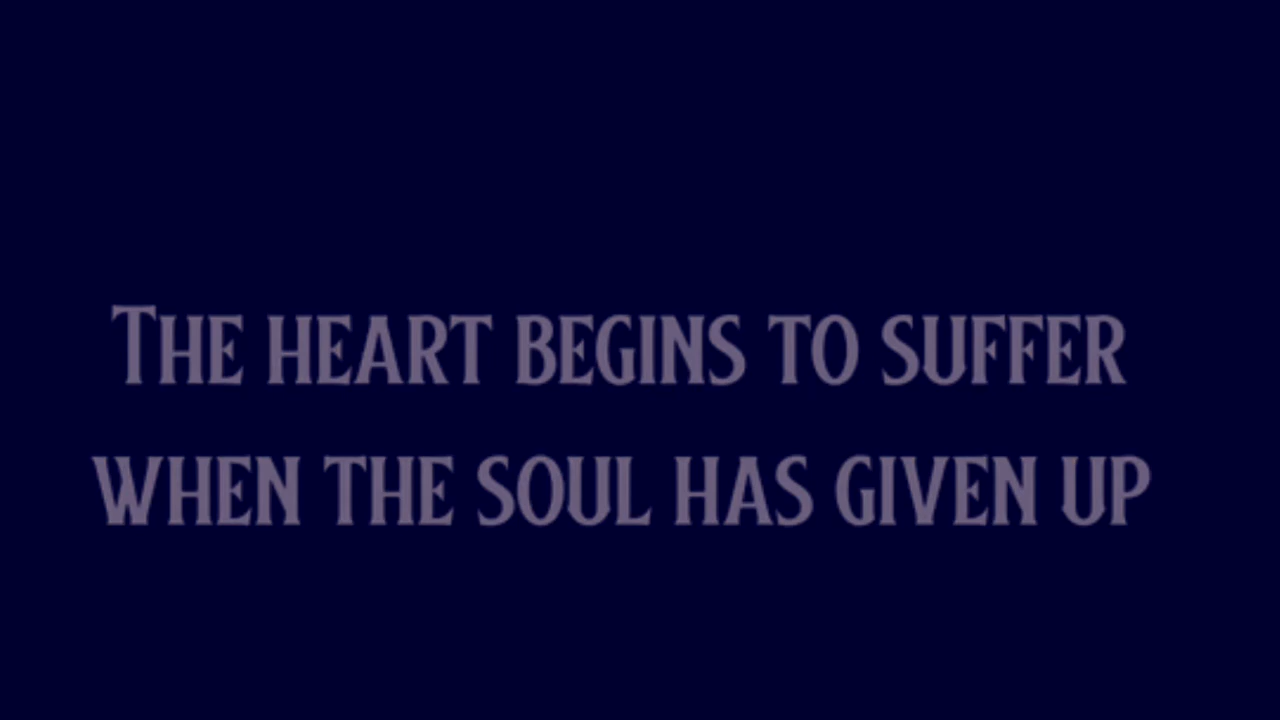 The heart begins to suffer
when the soul has given up